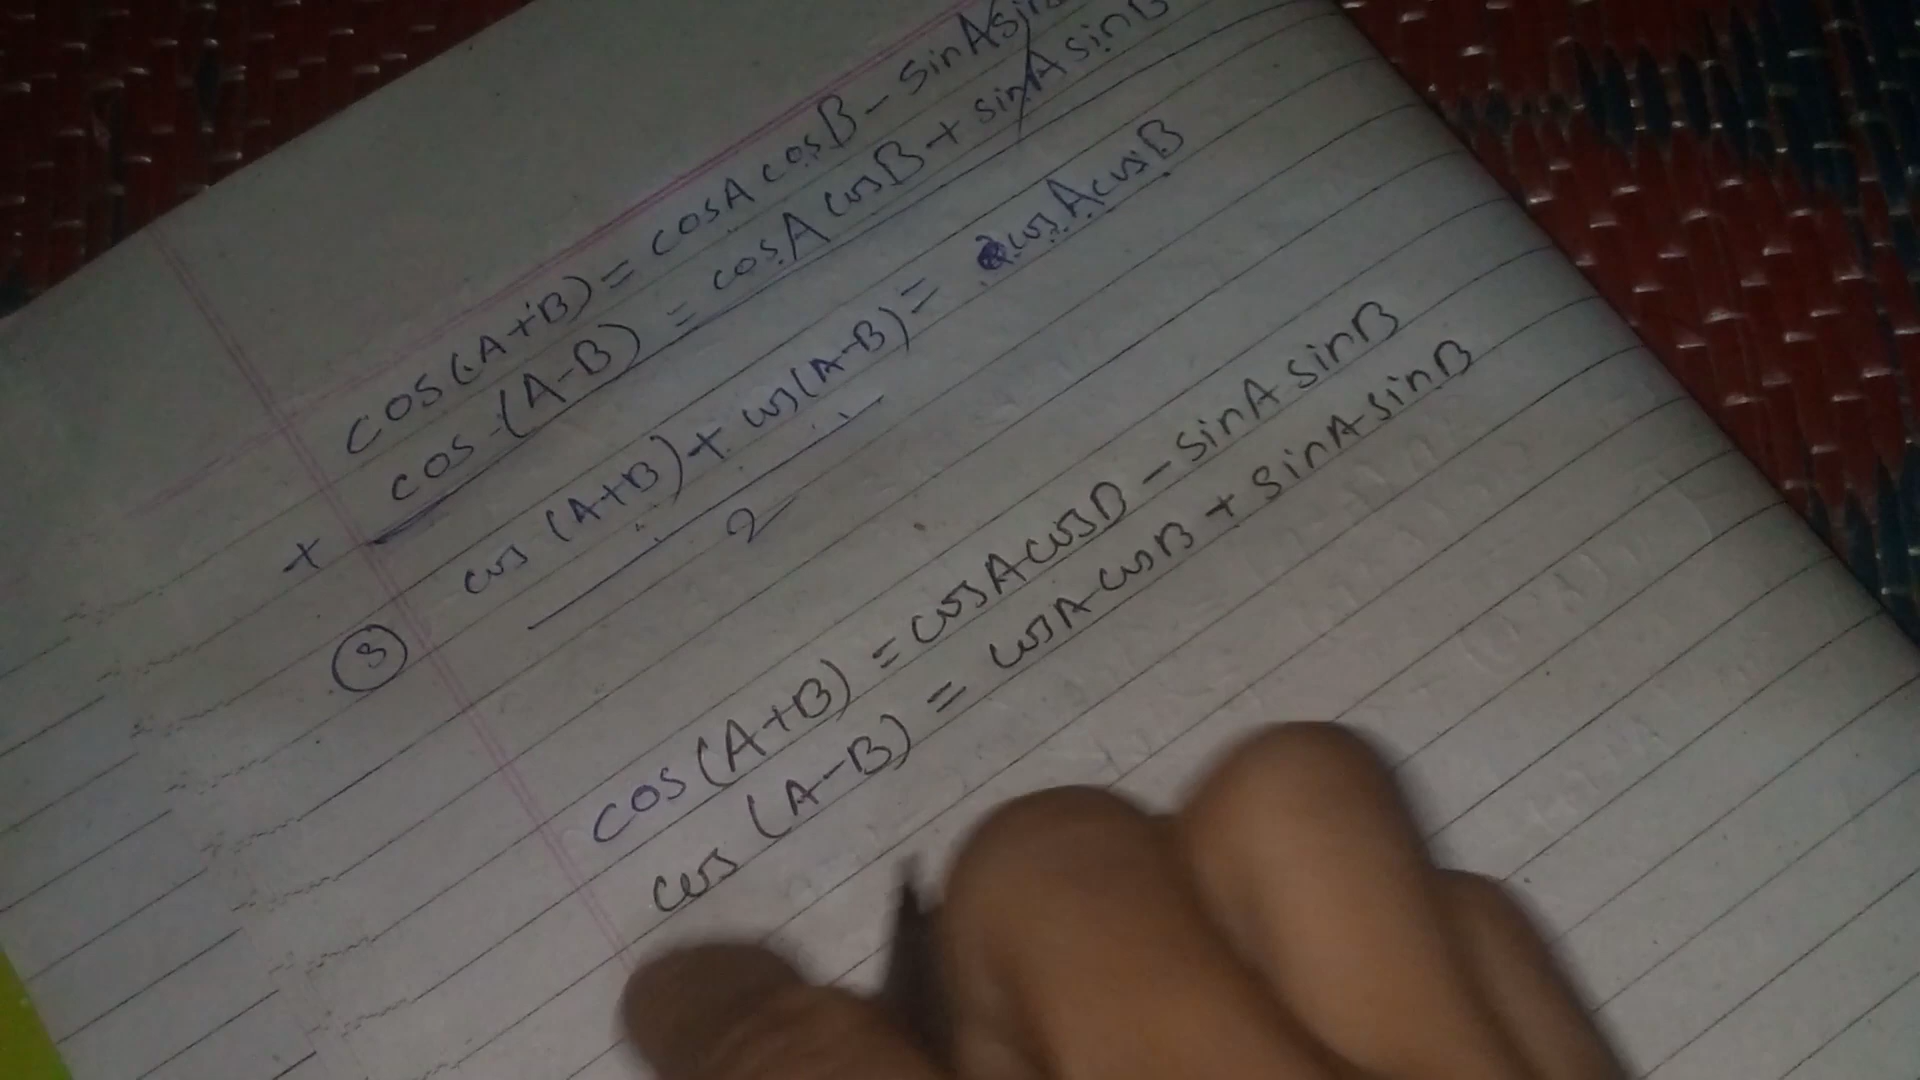 cos(A+B) = cosA cosB - sinA sin
cos (A-B) = cosA cosB + sinA sinB
+
cos (A+B) + cos(A-B) = cosA cosB
2
3
cos(A+B) = cosA cosB - sinA sinB
cos (A-B) = cosA cosB + sinA sinB